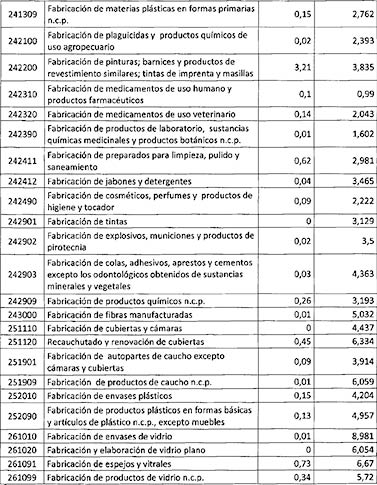 241309 Fabricación de materias plásticas en formas primarias
n.c.p. 0,15 2,762
242100 Fabricación de plaguicidas y productos químicos de
uso agropecuario 0,02 2,393
242200 Fabricación de pinturas; barnices y productos de
revestimiento similares; tintas de imprenta y masillas 3,21 3,835
242310 Fabricación de medicamentos de uso humano y
productos farmacéuticos 0,1 0,99
242320 Fabricación de medicamentos de uso veterinario 0,14 2,043
242390 Fabricación de productos de laboratorio, sustancias
químicas medicinales y productos botánicos n.c.p. 0,01 1,602
242411 Fabricación de preparados para limpieza, pulido y
saneamiento 0,62 2,981
242412 Fabricación de jabones y detergentes 0,04 3,465
242490 Fabricación de cosméticos, perfumes y productos de
higiene y tocador 0,09 2,222
242901 Fabricación de tintas 0 3,129
242902 Fabricación de explosivos, municiones y productos de
pirotecnia 0,02 3,5
242903 Fabricación de colas, adhesivos, aprestos y cementos
excepto los odontológicos obtenidos de sustancias
minerales y vegetales 0,03 4,363
242909 Fabricación de productos químicos n.c.p. 0,26 3,193
243000 Fabricación de fibras manufacturadas 0,01 5,032
251110 Fabricación de cubiertas y cámaras 0 4,437
251120 Recauchutado y renovación de cubiertas 0,45 6,334
251901 Fabricación de autopartes de caucho excepto
cámaras y cubiertas 0,09 3,914
251909 Fabricación de productos de caucho n.c.p. 0,01 6,059
252010 Fabricación de envases plásticos 0,15 4,204
252090 Fabricación de productos plásticos en formas básicas
y artículos de plástico n.c.p., excepto muebles 0,13 4,957
261010 Fabricación de envases de vidrio 0,01 8,981
261020 Fabricación y elaboración de vidrio plano 0 6,054
261091 Fabricación de espejos y vitrales 0,73 6,67
261099 Fabricación de productos de vidrio n.c.p. 0,34 5,72